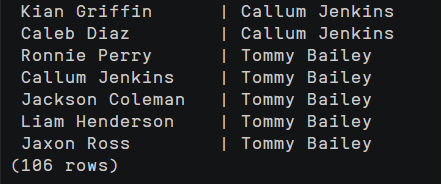 Kian Griffin | Callum Jenkins
Caleb Diaz | Callum Jenkins
Ronnie Perry | Tommy Bailey
Callum Jenkins | Tommy Bailey
Jackson Coleman | Tommy Bailey
Liam Henderson | Tommy Bailey
Jaxon Ross | Tommy Bailey
(106 rows)